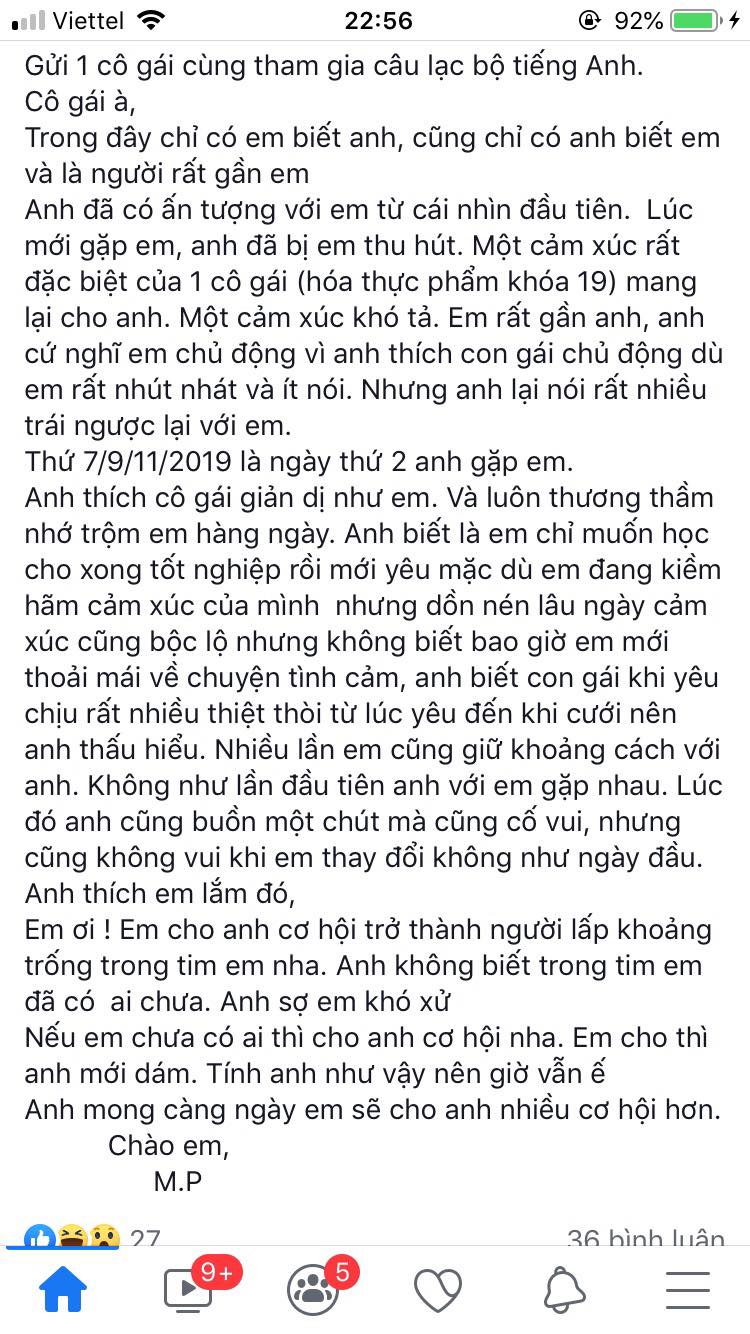 Viettel 22:56 92%
Gửi 1 cô gái cùng tham gia câu lạc bộ tiếng Anh.
Cô gái à,
Trong đây chỉ có em biết anh, cũng chỉ có anh biết em
và là người rất gần em
Anh đã có ấn tượng với em từ cái nhìn đầu tiên.  Lúc
mới gặp em, anh đã bị em thu hút. Một cảm xúc rất
đặc biệt của 1 cô gái (hóa thực phẩm khóa 19) mang
lại cho anh. Một cảm xúc khó tả. Em rất gần anh, anh
cứ nghĩ em chủ động vì anh thích con gái chủ động dù
em rất nhút nhát và ít nói. Nhưng anh lại nói rất nhiều
trái ngược lại với em.
Thứ 7/9/11/2019 là ngày thứ 2 anh gặp em.
Anh thích cô gái giản dị như em. Và luôn thương thầm
nhớ trộm em hàng ngày. Anh biết là em chỉ muốn học
cho xong tốt nghiệp rồi mới yêu mặc dù em đang kiềm
hãm cảm xúc của mình  nhưng dồn nén lâu ngày cảm
xúc cũng bộc lộ nhưng không biết bao giờ em mới
thoải mái về chuyện tình cảm, anh biết con gái khi yêu
chịu rất nhiều thiệt thòi từ lúc yêu đến khi cưới nên
anh thấu hiểu. Nhiều lần em cũng giữ khoảng cách với
anh. Không như lần đầu tiên anh với em gặp nhau. Lúc
đó anh cũng buồn một chút mà cũng cố vui, nhưng
cũng không vui khi em thay đổi không như ngày đầu.
Anh thích em lắm đó,
Em ơi ! Em cho anh cơ hội trở thành người lấp khoảng
trống trong tim em nha. Anh không biết trong tim em
đã có  ai chưa. Anh sợ em khó xử
Nếu em chưa có ai thì cho anh cơ hội nha. Em cho thì
anh mới dám. Tính anh như vậy nên giờ vẫn ế
Anh mong càng ngày em sẽ cho anh nhiều cơ hội hơn.
Chào em,
M.P
27 36 bình luận
9+ 5